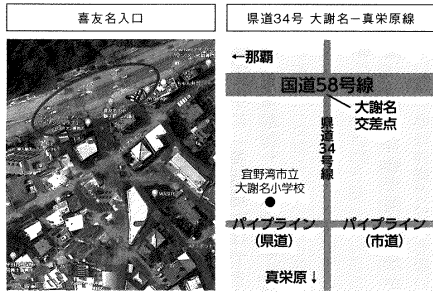 喜友名入口
県道34号 大謝名－真栄原線
←那覇
国道58号線
大謝名
交差点
県道34号線
宜野湾市立
大謝名小学校
パイプライン
(県道)
パイプライン
(市道)
真栄原↓